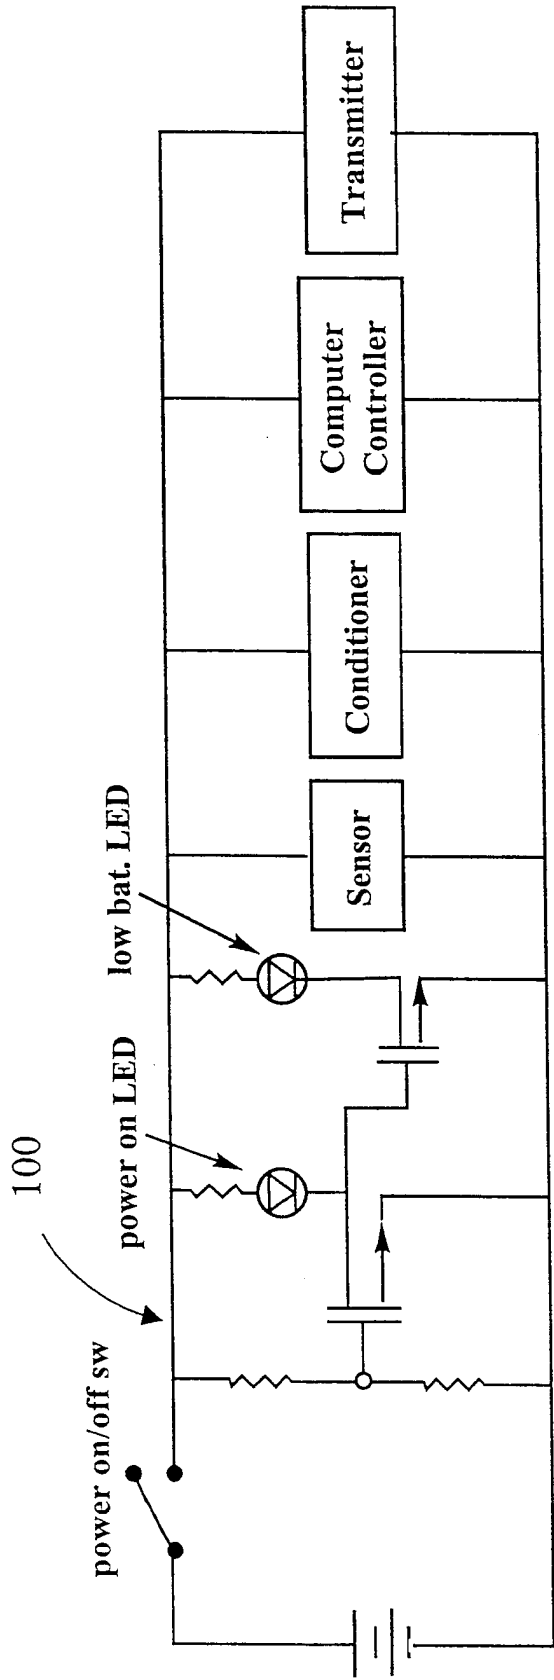 100
power on/off sw
power on LED
low bat. LED
Sensor
Conditioner
Computer
Controller
Transmitter